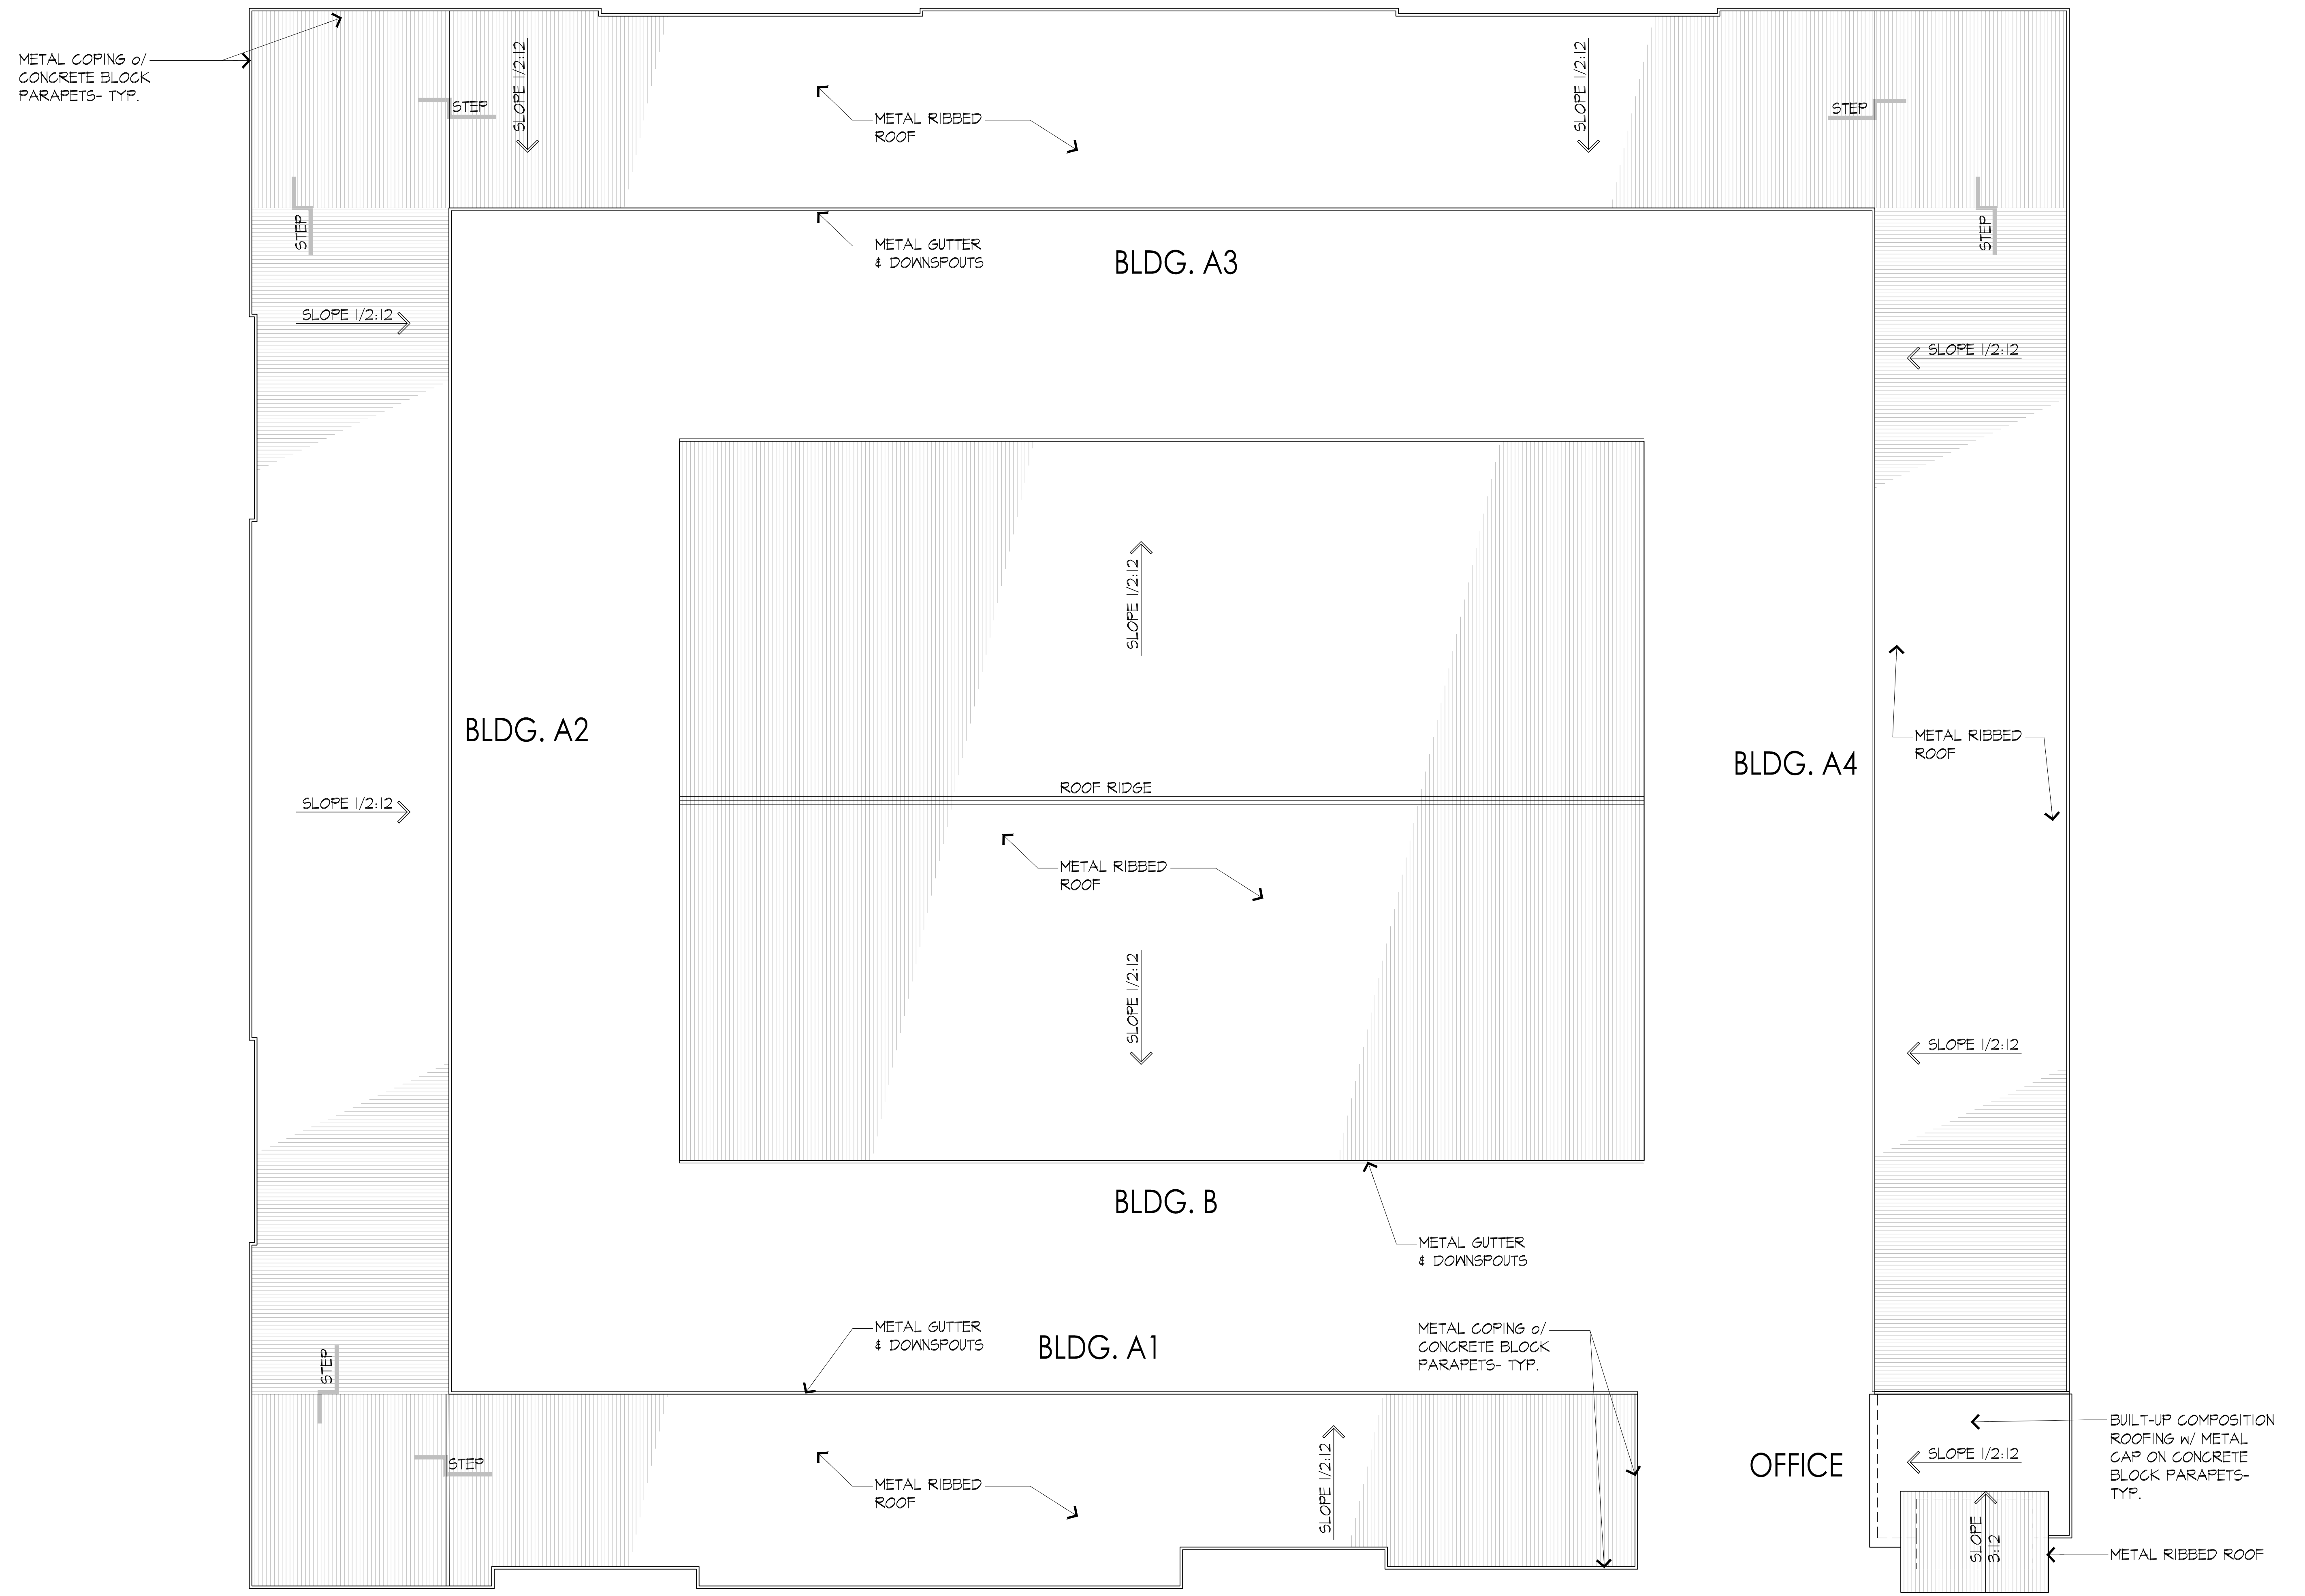 METAL COPING o/
CONCRETE BLOCK
PARAPETS- TYP.
STEP
SLOPE 1/2:12
METAL RIBBED
ROOF
SLOPE 1/2:12
STEP
STEP
STEP
METAL GUTTER
& DOWNSPOUTS
BLDG. A3
SLOPE 1/2:12
SLOPE 1/2:12
SLOPE 1/2:12
BLDG. A2
BLDG. A4
METAL RIBBED
ROOF
ROOF RIDGE
SLOPE 1/2:12
METAL RIBBED
ROOF
SLOPE 1/2:12
SLOPE 1/2:12
BLDG. B
METAL GUTTER
& DOWNSPOUTS
METAL GUTTER
& DOWNSPOUTS
BLDG. A1
METAL COPING o/
CONCRETE BLOCK
PARAPETS- TYP.
STEP
STEP
METAL RIBBED
ROOF
SLOPE 1/2:12
OFFICE
SLOPE 1/2:12
BUILT-UP COMPOSITION
ROOFING w/ METAL
CAP ON CONCRETE
BLOCK PARAPETS-
TYP.
SLOPE
3:12
METAL RIBBED ROOF